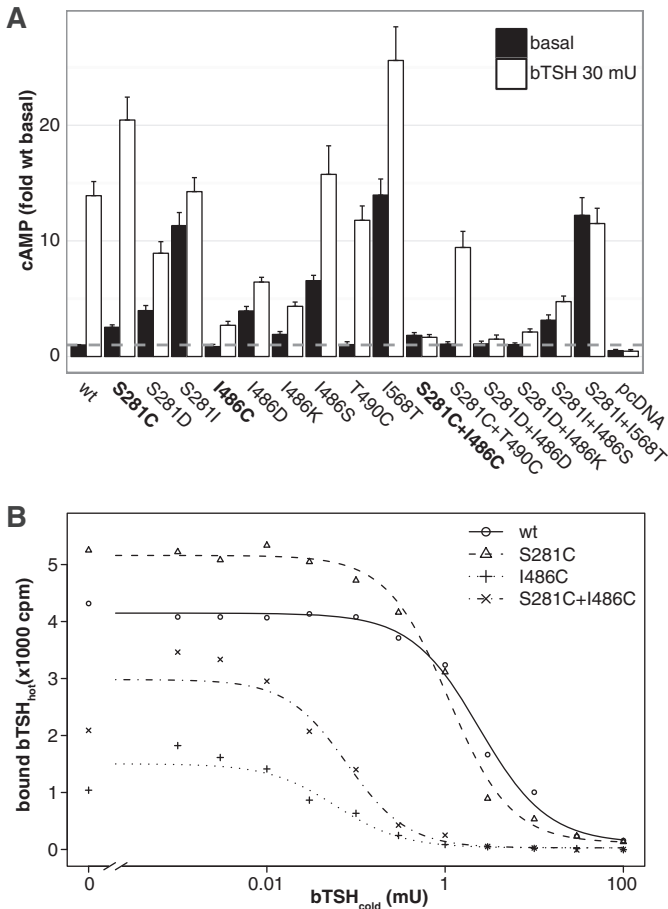 A
basal
bTSH 30 mU
cAMP (fold wt basal)
20
10
0
wt
S281C
S281D
S281I
I486C
I486D
I486K
I486S
T490C
I568T
S281C+I486C
S281C+T490C
S281D+I486D
S281D+I486K
S281I+I486S
S281I+I568T
pcDNA
B
wt
S281C
I486C
S281C+I486C
bound bTSHhot(x1000 cpm)
5
4
3
2
1
0
0
0.01
1
100
bTSHcold (mU)